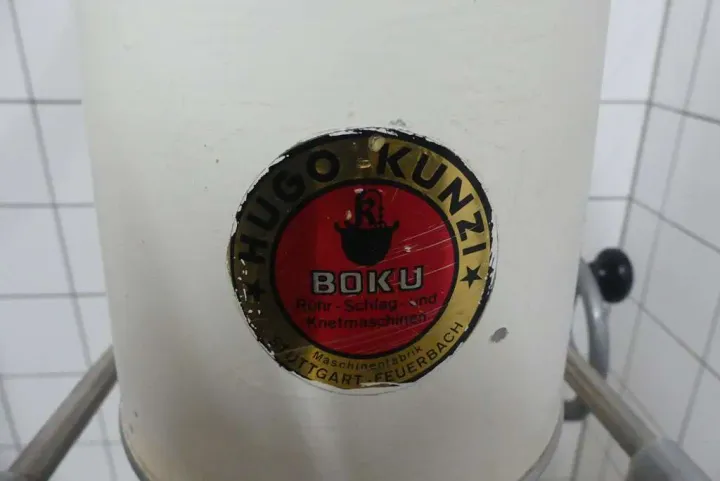 HUGO KUNZI
K
BOKU
Rühr-Schlag-und
Knetmaschinen
Maschinenfabrik
STUTTGART-FEUERBACH